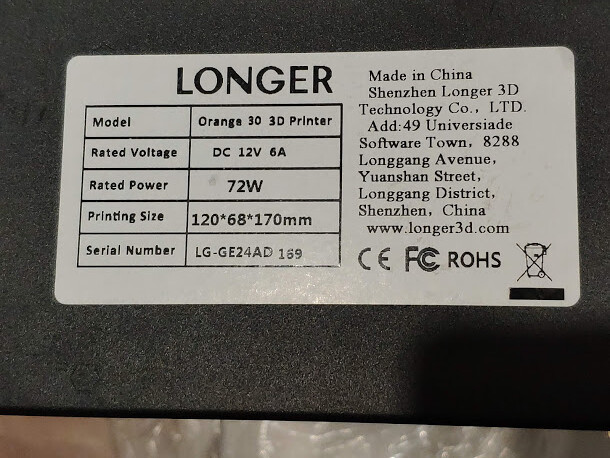 LONGER
Model Orange 30 3D Printer
Rated Voltage DC 12V 6A
Rated Power 72W
Printing Size 120*68*170mm
Serial Number LG-GE24AD 169
Made in China
Shenzhen Longer 3D
Technology Co., LTD.
Add:49 Universiade
Software Town, 8288
Longgang Avenue,
Yuanshan Street,
Longgang District,
Shenzhen, China
www.longer3d.com
CE FC ROHS